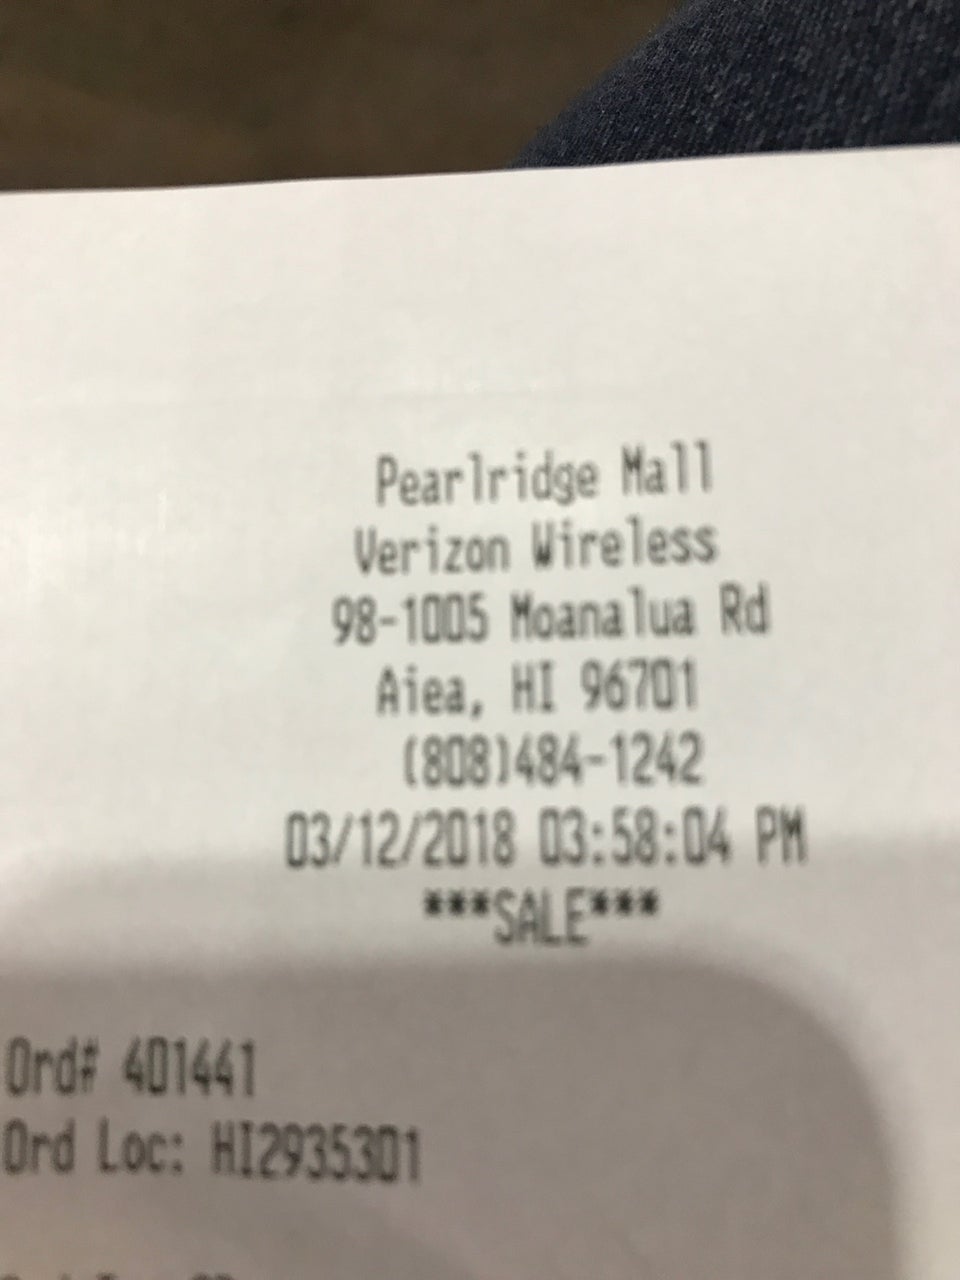 Pearlridge Mall
Verizon Wireless
98-1005 Moanalua Rd
Aiea, HI 96701
(808)484-1242
03/12/2018 03:58:04 PM
***SALE***
Ord# 401441
Ord Loc: HI2935301